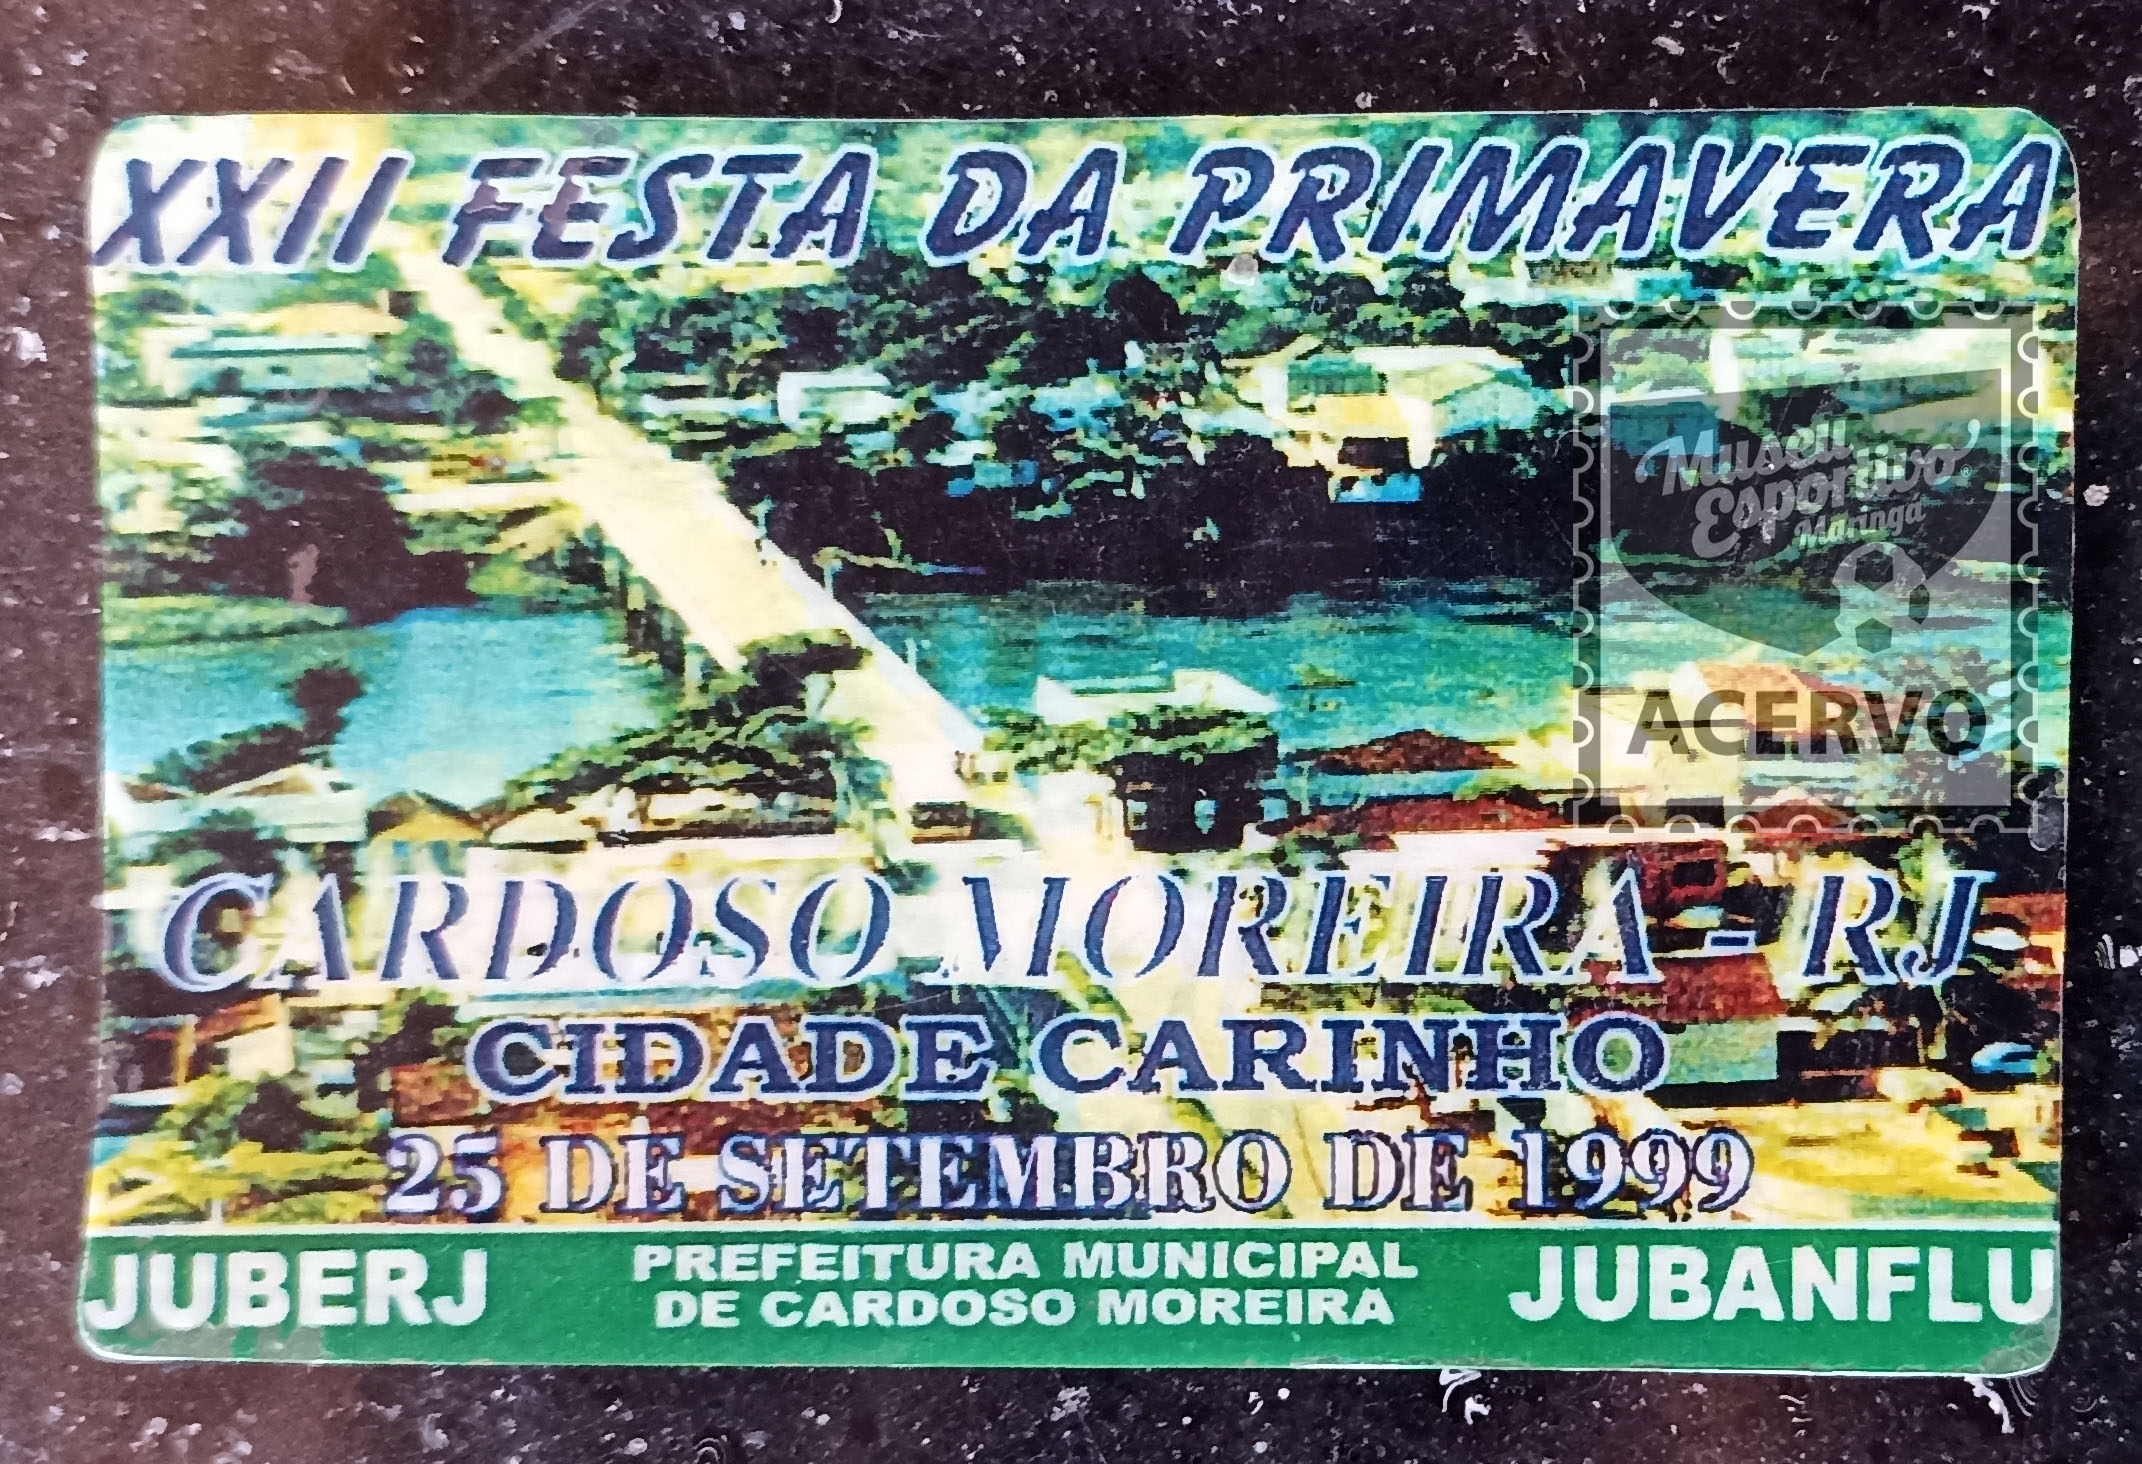 XXII FESTA DA PRIMAVERA
Museu
Esportivo®
Maringá
ACERVO
CARDOSO MOREIRA - RJ
CIDADE CARINHO
25 DE SETEMBRO DE 1999
JUBERJ
PREFEITURA MUNICIPAL
DE CARDOSO MOREIRA
JUBANFLU